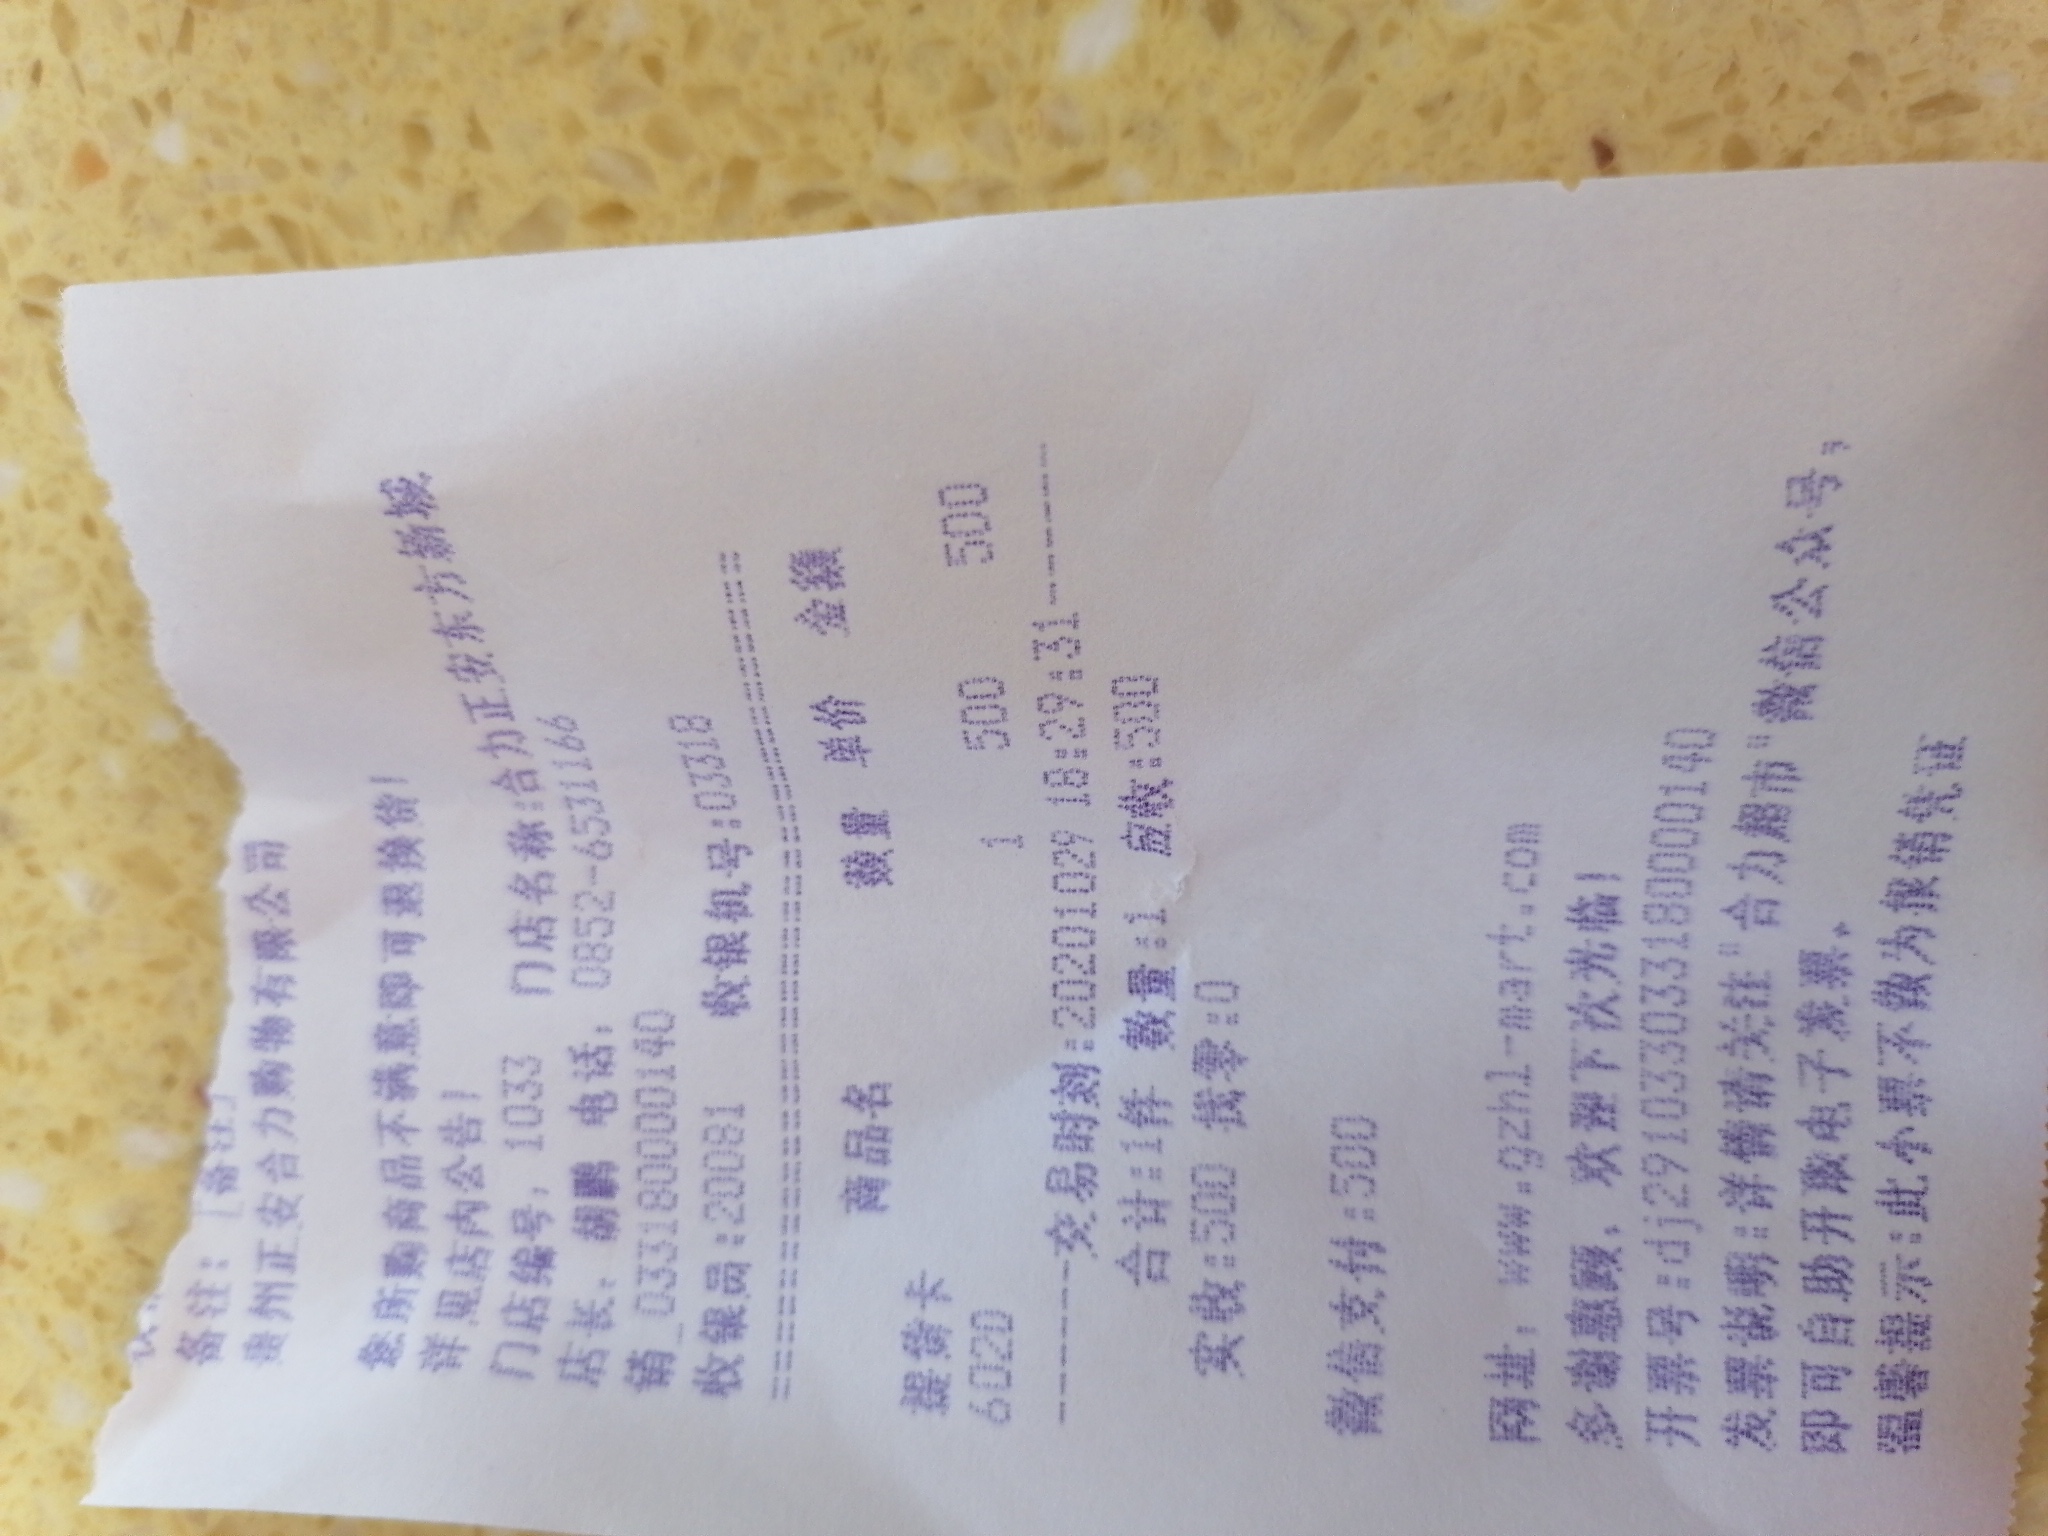 备注：[备注]
贵州正安合力购物有限公司
您所购商品不满意即可退换货！
详见店内公告！
门店编号：1033 门店名称：合力正安东方新城
店长：胡鹏 电话：0852-6531166
销_0331800000140
收银员：20081 收银机号：03318
================================
商品名 数量 单价 金额
提货卡
6020 1 500 500
------交易时刻：20201029 18:29:31------
合计：1件 数量：1 应收：500
实收：500 找零：0
微信支付：500
网址：www.gzhl-mart.com
多谢惠顾，欢迎下次光临！
开票号：dj291033033180000140
发票说明：详情请关注"合力超市"微信公众号，
即可自助开取电子发票。
温馨提示：此小票不做为报销凭证